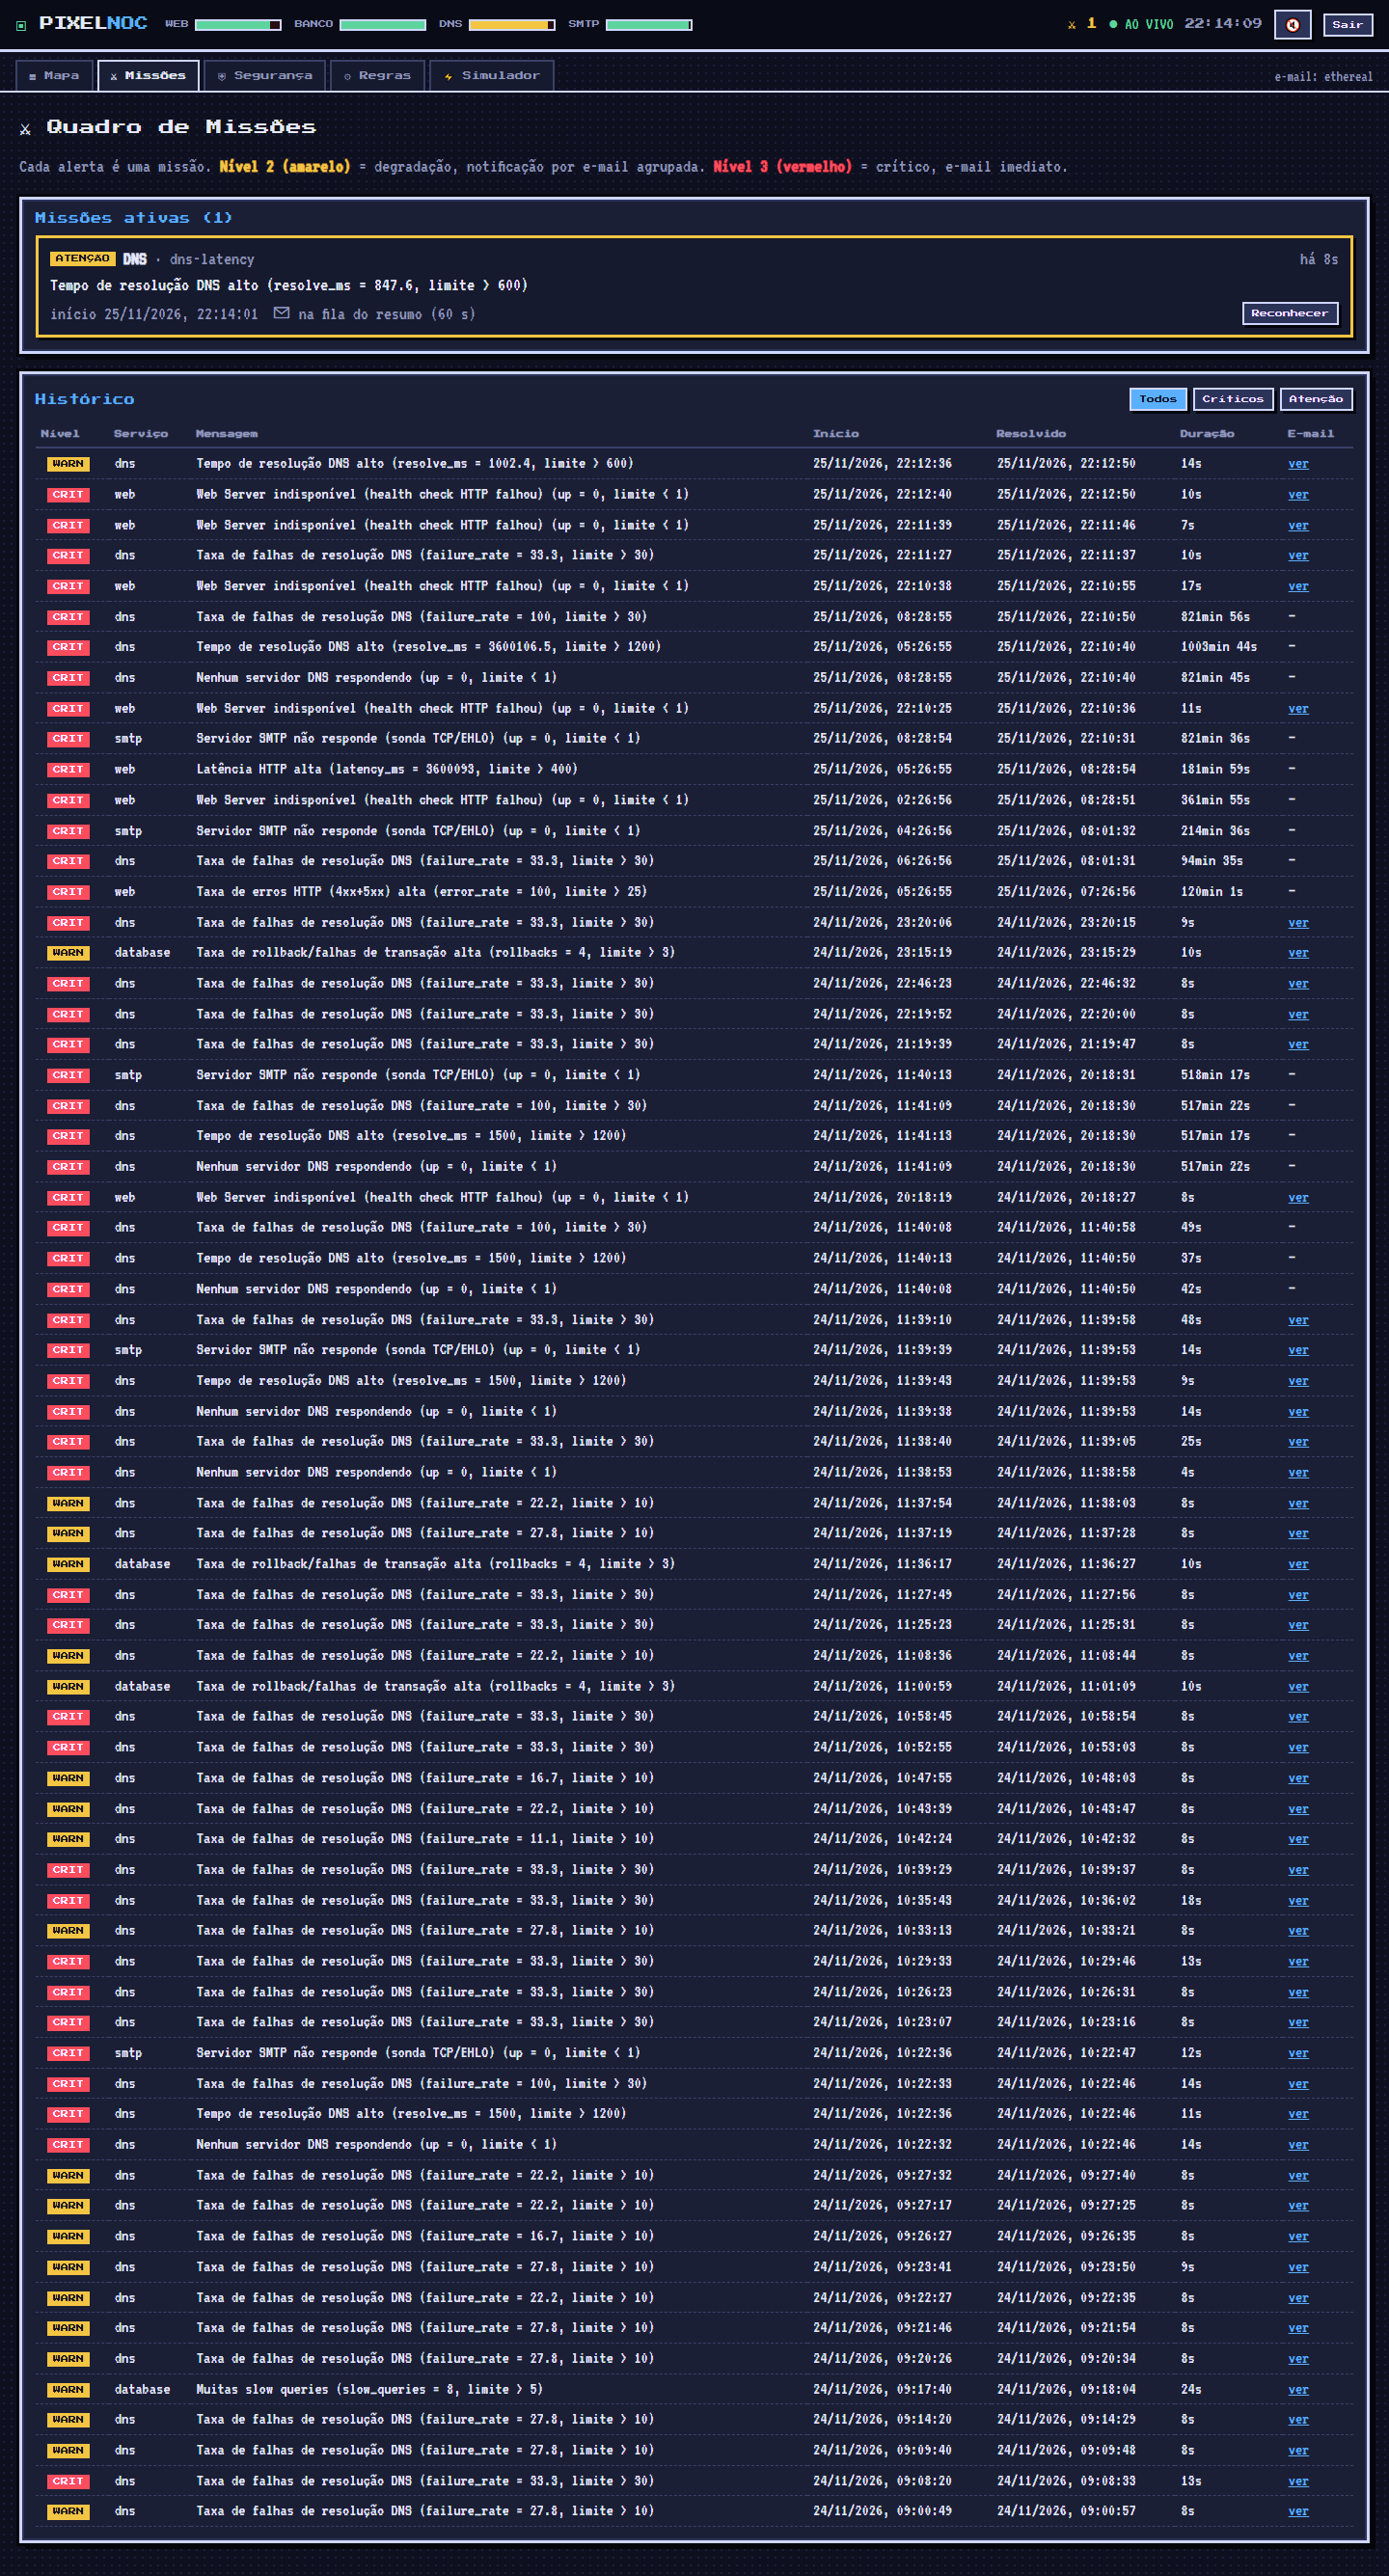 PIXELNOC WEB BANCO DNS SMTP ⚔ 1 ● AO VIVO 22:14:09 Sair
≡ Mapa ⚔ Missões Segurança Regras ⚡ Simulador e-mail: ethereal
⚔ Quadro de Missões
Cada alerta é uma missão. Nível 2 (amarelo) = degradação, notificação por e-mail agrupada. Nível 3 (vermelho) = crítico, e-mail imediato.
Missões ativas (1)
ATENÇÃO DNS · dns-latency há 8s
Tempo de resolução DNS alto (resolve_ms = 847.6, limite > 600)
início 25/11/2026, 22:14:01 na fila do resumo (60 s) Reconhecer
Histórico Todos Críticos Atenção
Nível Serviço Mensagem Início Resolvido Duração E-mail
WARN dns Tempo de resolução DNS alto (resolve_ms = 1002.4, limite > 600) 25/11/2026, 22:12:36 25/11/2026, 22:12:50 14s ver
CRIT web Web Server indisponível (health check HTTP falhou) (up = 0, limite < 1) 25/11/2026, 22:12:40 25/11/2026, 22:12:50 10s ver
CRIT web Web Server indisponível (health check HTTP falhou) (up = 0, limite < 1) 25/11/2026, 22:11:39 25/11/2026, 22:11:46 7s ver
CRIT dns Taxa de falhas de resolução DNS (failure_rate = 33.3, limite > 30) 25/11/2026, 22:11:27 25/11/2026, 22:11:37 10s ver
CRIT web Web Server indisponível (health check HTTP falhou) (up = 0, limite < 1) 25/11/2026, 22:10:38 25/11/2026, 22:10:55 17s ver
CRIT dns Taxa de falhas de resolução DNS (failure_rate = 100, limite > 30) 25/11/2026, 08:28:55 25/11/2026, 22:10:50 821min 56s –
CRIT dns Tempo de resolução DNS alto (resolve_ms = 3600106.5, limite > 1200) 25/11/2026, 05:26:55 25/11/2026, 22:10:40 1003min 44s –
CRIT dns Nenhum servidor DNS respondendo (up = 0, limite < 1) 25/11/2026, 08:28:55 25/11/2026, 22:10:40 821min 45s –
CRIT web Web Server indisponível (health check HTTP falhou) (up = 0, limite < 1) 25/11/2026, 22:10:25 25/11/2026, 22:10:36 11s ver
CRIT smtp Servidor SMTP não responde (sonda TCP/EHLO) (up = 0, limite < 1) 25/11/2026, 08:28:54 25/11/2026, 22:10:31 821min 36s –
CRIT web Latência HTTP alta (latency_ms = 3600093, limite > 400) 25/11/2026, 05:26:55 25/11/2026, 08:28:54 181min 59s –
CRIT web Web Server indisponível (health check HTTP falhou) (up = 0, limite < 1) 25/11/2026, 02:26:56 25/11/2026, 08:28:51 361min 55s –
CRIT smtp Servidor SMTP não responde (sonda TCP/EHLO) (up = 0, limite < 1) 25/11/2026, 04:26:56 25/11/2026, 08:01:32 214min 36s –
CRIT dns Taxa de falhas de resolução DNS (failure_rate = 33.3, limite > 30) 25/11/2026, 06:26:56 25/11/2026, 08:01:31 94min 35s –
CRIT web Taxa de erros HTTP (4xx+5xx) alta (error_rate = 100, limite > 25) 25/11/2026, 05:26:55 25/11/2026, 07:26:56 120min 1s –
CRIT dns Taxa de falhas de resolução DNS (failure_rate = 33.3, limite > 30) 24/11/2026, 23:20:06 24/11/2026, 23:20:15 9s ver
WARN database Taxa de rollback/falhas de transação alta (rollbacks = 4, limite > 3) 24/11/2026, 23:15:19 24/11/2026, 23:15:29 10s ver
CRIT dns Taxa de falhas de resolução DNS (failure_rate = 33.3, limite > 30) 24/11/2026, 22:46:23 24/11/2026, 22:46:32 8s ver
CRIT dns Taxa de falhas de resolução DNS (failure_rate = 33.3, limite > 30) 24/11/2026, 22:19:52 24/11/2026, 22:20:00 8s ver
CRIT dns Taxa de falhas de resolução DNS (failure_rate = 33.3, limite > 30) 24/11/2026, 21:19:39 24/11/2026, 21:19:47 8s ver
CRIT smtp Servidor SMTP não responde (sonda TCP/EHLO) (up = 0, limite < 1) 24/11/2026, 11:40:13 24/11/2026, 20:18:31 518min 17s –
CRIT dns Taxa de falhas de resolução DNS (failure_rate = 100, limite > 30) 24/11/2026, 11:41:09 24/11/2026, 20:18:30 517min 22s –
CRIT dns Tempo de resolução DNS alto (resolve_ms = 1500, limite > 1200) 24/11/2026, 11:41:13 24/11/2026, 20:18:30 517min 17s –
CRIT dns Nenhum servidor DNS respondendo (up = 0, limite < 1) 24/11/2026, 11:41:09 24/11/2026, 20:18:30 517min 22s –
CRIT web Web Server indisponível (health check HTTP falhou) (up = 0, limite < 1) 24/11/2026, 20:18:19 24/11/2026, 20:18:27 8s ver
CRIT dns Taxa de falhas de resolução DNS (failure_rate = 100, limite > 30) 24/11/2026, 11:40:08 24/11/2026, 11:40:58 49s –
CRIT dns Tempo de resolução DNS alto (resolve_ms = 1500, limite > 1200) 24/11/2026, 11:40:13 24/11/2026, 11:40:50 37s –
CRIT dns Nenhum servidor DNS respondendo (up = 0, limite < 1) 24/11/2026, 11:40:08 24/11/2026, 11:40:50 42s –
CRIT dns Taxa de falhas de resolução DNS (failure_rate = 33.3, limite > 30) 24/11/2026, 11:39:10 24/11/2026, 11:39:58 48s ver
CRIT smtp Servidor SMTP não responde (sonda TCP/EHLO) (up = 0, limite < 1) 24/11/2026, 11:39:39 24/11/2026, 11:39:53 14s ver
CRIT dns Tempo de resolução DNS alto (resolve_ms = 1500, limite > 1200) 24/11/2026, 11:39:43 24/11/2026, 11:39:53 9s ver
CRIT dns Nenhum servidor DNS respondendo (up = 0, limite < 1) 24/11/2026, 11:39:38 24/11/2026, 11:39:53 14s ver
CRIT dns Taxa de falhas de resolução DNS (failure_rate = 33.3, limite > 30) 24/11/2026, 11:38:40 24/11/2026, 11:39:05 25s ver
CRIT dns Nenhum servidor DNS respondendo (up = 0, limite < 1) 24/11/2026, 11:38:53 24/11/2026, 11:38:58 4s ver
WARN dns Taxa de falhas de resolução DNS (failure_rate = 22.2, limite > 10) 24/11/2026, 11:37:54 24/11/2026, 11:38:03 8s ver
WARN dns Taxa de falhas de resolução DNS (failure_rate = 27.8, limite > 10) 24/11/2026, 11:37:19 24/11/2026, 11:37:28 8s ver
WARN database Taxa de rollback/falhas de transação alta (rollbacks = 4, limite > 3) 24/11/2026, 11:36:17 24/11/2026, 11:36:27 10s ver
CRIT dns Taxa de falhas de resolução DNS (failure_rate = 33.3, limite > 30) 24/11/2026, 11:27:49 24/11/2026, 11:27:56 8s ver
CRIT dns Taxa de falhas de resolução DNS (failure_rate = 33.3, limite > 30) 24/11/2026, 11:25:23 24/11/2026, 11:25:31 8s ver
WARN dns Taxa de falhas de resolução DNS (failure_rate = 22.2, limite > 10) 24/11/2026, 11:08:36 24/11/2026, 11:08:44 8s ver
WARN database Taxa de rollback/falhas de transação alta (rollbacks = 4, limite > 3) 24/11/2026, 11:00:59 24/11/2026, 11:01:09 10s ver
CRIT dns Taxa de falhas de resolução DNS (failure_rate = 33.3, limite > 30) 24/11/2026, 10:58:45 24/11/2026, 10:58:54 8s ver
CRIT dns Taxa de falhas de resolução DNS (failure_rate = 33.3, limite > 30) 24/11/2026, 10:52:55 24/11/2026, 10:53:03 8s ver
WARN dns Taxa de falhas de resolução DNS (failure_rate = 16.7, limite > 10) 24/11/2026, 10:47:55 24/11/2026, 10:48:03 8s ver
WARN dns Taxa de falhas de resolução DNS (failure_rate = 22.2, limite > 10) 24/11/2026, 10:43:39 24/11/2026, 10:43:47 8s ver
WARN dns Taxa de falhas de resolução DNS (failure_rate = 11.1, limite > 10) 24/11/2026, 10:42:24 24/11/2026, 10:42:32 8s ver
CRIT dns Taxa de falhas de resolução DNS (failure_rate = 33.3, limite > 30) 24/11/2026, 10:39:29 24/11/2026, 10:39:37 8s ver
CRIT dns Taxa de falhas de resolução DNS (failure_rate = 33.3, limite > 30) 24/11/2026, 10:35:43 24/11/2026, 10:36:02 18s ver
WARN dns Taxa de falhas de resolução DNS (failure_rate = 27.8, limite > 10) 24/11/2026, 10:33:13 24/11/2026, 10:33:21 8s ver
CRIT dns Taxa de falhas de resolução DNS (failure_rate = 33.3, limite > 30) 24/11/2026, 10:29:33 24/11/2026, 10:29:46 13s ver
CRIT dns Taxa de falhas de resolução DNS (failure_rate = 33.3, limite > 30) 24/11/2026, 10:26:23 24/11/2026, 10:26:31 8s ver
CRIT dns Taxa de falhas de resolução DNS (failure_rate = 33.3, limite > 30) 24/11/2026, 10:23:07 24/11/2026, 10:23:16 8s ver
CRIT smtp Servidor SMTP não responde (sonda TCP/EHLO) (up = 0, limite < 1) 24/11/2026, 10:22:36 24/11/2026, 10:22:47 12s ver
CRIT dns Taxa de falhas de resolução DNS (failure_rate = 100, limite > 30) 24/11/2026, 10:22:33 24/11/2026, 10:22:46 14s ver
CRIT dns Tempo de resolução DNS alto (resolve_ms = 1500, limite > 1200) 24/11/2026, 10:22:36 24/11/2026, 10:22:46 11s ver
CRIT dns Nenhum servidor DNS respondendo (up = 0, limite < 1) 24/11/2026, 10:22:32 24/11/2026, 10:22:46 14s ver
WARN dns Taxa de falhas de resolução DNS (failure_rate = 22.2, limite > 10) 24/11/2026, 09:27:32 24/11/2026, 09:27:40 8s ver
WARN dns Taxa de falhas de resolução DNS (failure_rate = 22.2, limite > 10) 24/11/2026, 09:27:17 24/11/2026, 09:27:25 8s ver
WARN dns Taxa de falhas de resolução DNS (failure_rate = 16.7, limite > 10) 24/11/2026, 09:26:27 24/11/2026, 09:26:35 8s ver
WARN dns Taxa de falhas de resolução DNS (failure_rate = 27.8, limite > 10) 24/11/2026, 09:23:41 24/11/2026, 09:23:50 9s ver
WARN dns Taxa de falhas de resolução DNS (failure_rate = 22.2, limite > 10) 24/11/2026, 09:22:27 24/11/2026, 09:22:35 8s ver
WARN dns Taxa de falhas de resolução DNS (failure_rate = 27.8, limite > 10) 24/11/2026, 09:21:46 24/11/2026, 09:21:54 8s ver
WARN dns Taxa de falhas de resolução DNS (failure_rate = 27.8, limite > 10) 24/11/2026, 09:20:26 24/11/2026, 09:20:34 8s ver
WARN database Muitas slow queries (slow_queries = 8, limite > 5) 24/11/2026, 09:17:40 24/11/2026, 09:18:04 24s ver
WARN dns Taxa de falhas de resolução DNS (failure_rate = 27.8, limite > 10) 24/11/2026, 09:14:20 24/11/2026, 09:14:29 8s ver
WARN dns Taxa de falhas de resolução DNS (failure_rate = 27.8, limite > 10) 24/11/2026, 09:09:40 24/11/2026, 09:09:48 8s ver
CRIT dns Taxa de falhas de resolução DNS (failure_rate = 33.3, limite > 30) 24/11/2026, 09:08:20 24/11/2026, 09:08:33 13s ver
WARN dns Taxa de falhas de resolução DNS (failure_rate = 27.8, limite > 10) 24/11/2026, 09:00:49 24/11/2026, 09:00:57 8s ver